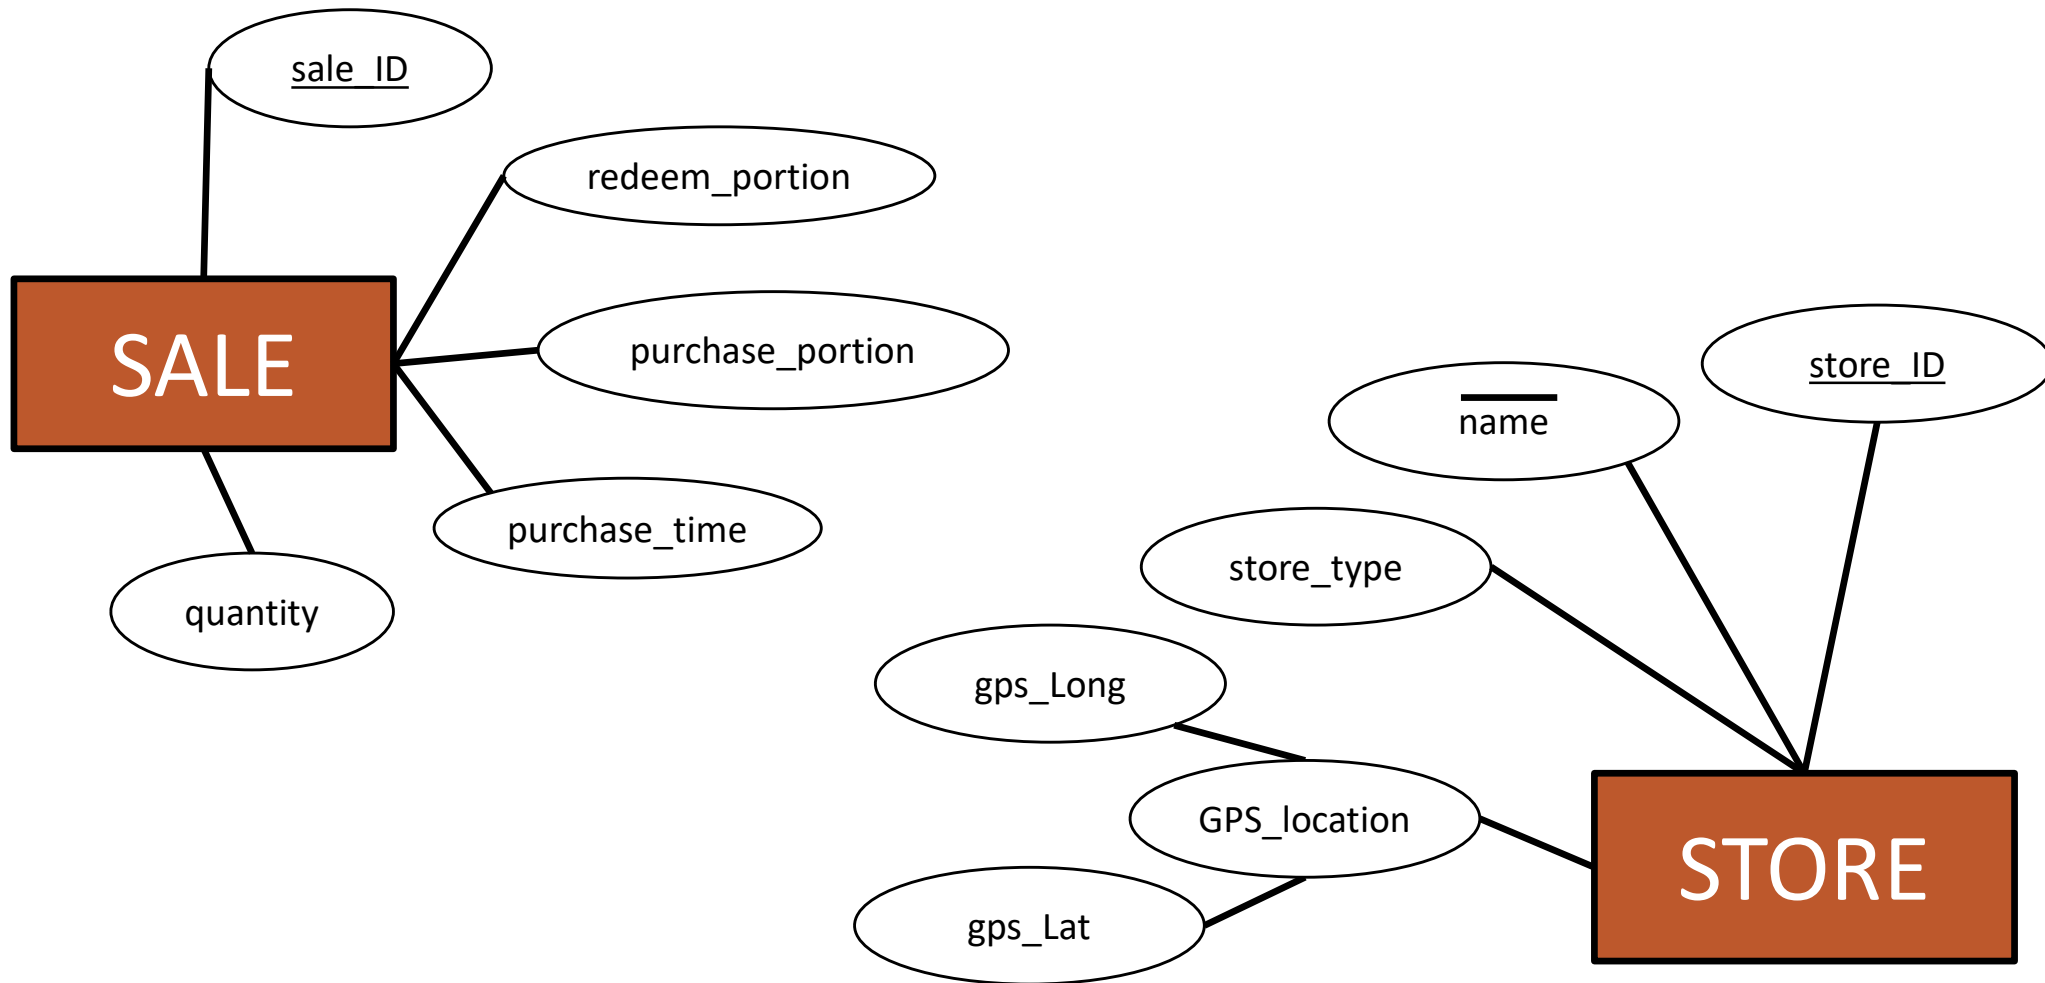 sale_ID
redeem_portion
SALE
purchase_portion
purchase_time
quantity
store_ID
name
store_type
gps_Long
GPS_location
STORE
gps_Lat